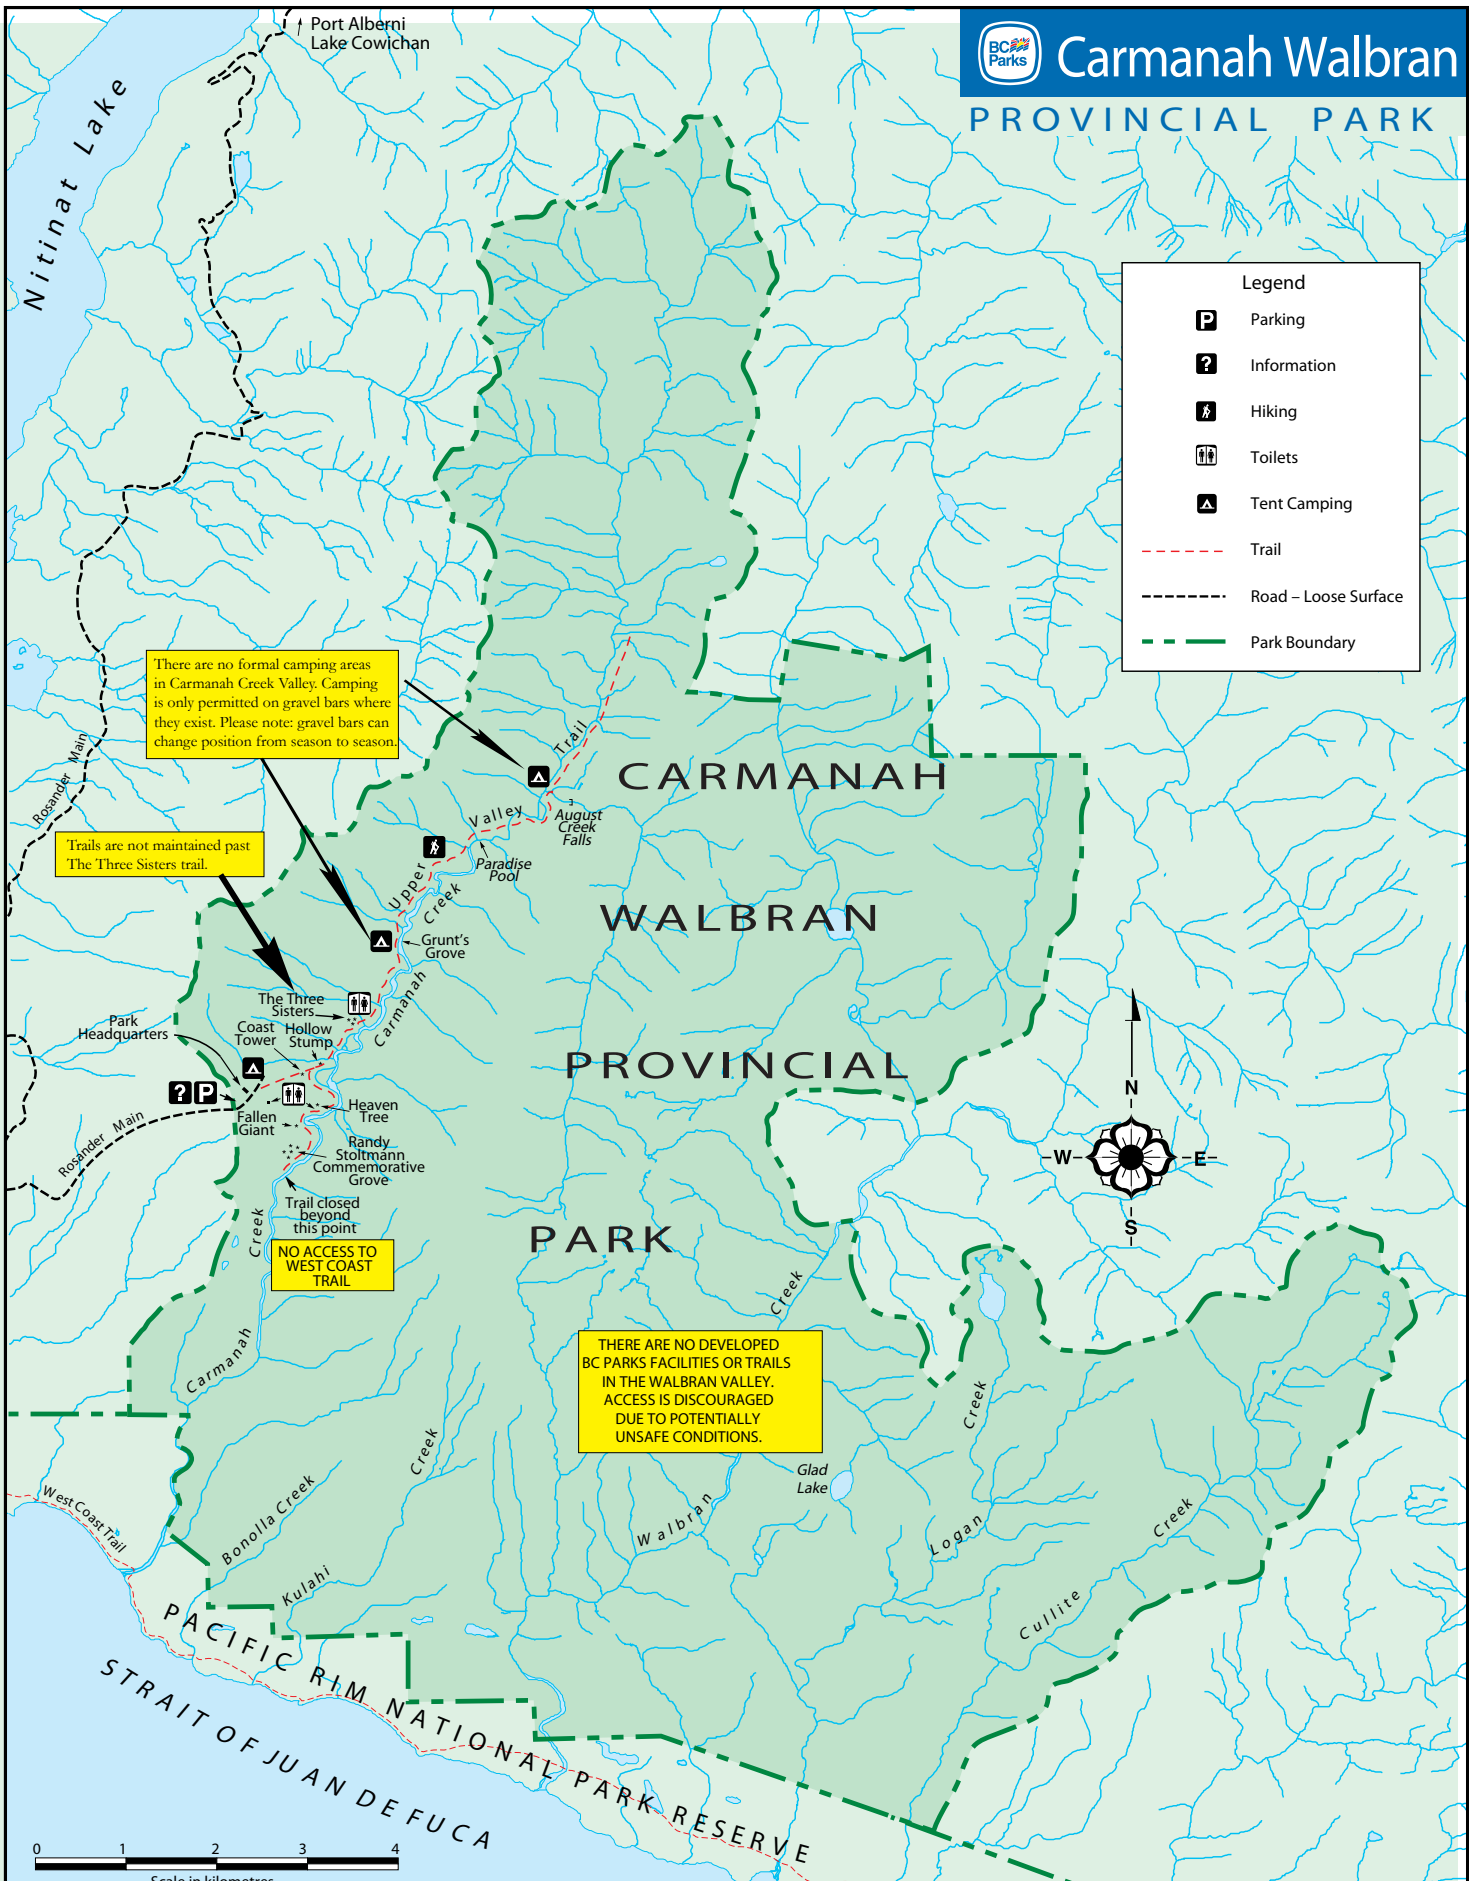 Port Alberni
Lake Cowichan
BC
Parks
Carmanah Walbran
PROVINCIAL PARK
Nitinat Lake
Legend
Parking
Information
Hiking
Toilets
Tent Camping
Trail
Road – Loose Surface
Park Boundary
P
?
There are no formal camping areas
in Carmanah Creek Valley. Camping
is only permitted on gravel bars where
they exist. Please note: gravel bars can
change position from season to season.
Rosander Main
Trails are not maintained past
The Three Sisters trail.
Upper Valley Trail
August
Creek
Falls
Paradise
Pool
Carmanah Creek
Grunt's
Grove
CARMANAH
WALBRAN
PROVINCIAL
PARK
The Three
Sisters
Coast
Tower
Hollow
Stump
Park
Headquarters
? P
Heaven
Tree
Fallen
Giant
Rosander Main
Randy
Stoltmann
Commemorative
Grove
Trail closed
beyond
this point
NO ACCESS TO
WEST COAST
TRAIL
Carmanah Creek
N
W
E
S
Creek
THERE ARE NO DEVELOPED
BC PARKS FACILITIES OR TRAILS
IN THE WALBRAN VALLEY.
ACCESS IS DISCOURAGED
DUE TO POTENTIALLY
UNSAFE CONDITIONS.
Glad
Lake
Walbran
Logan Creek
Cullite Creek
Bonolla Creek
Kulahi Creek
West Coast Trail
PACIFIC RIM NATIONAL PARK RESERVE
STRAIT OF JUAN DE FUCA
0 1 2 3 4
Scale in kilometres